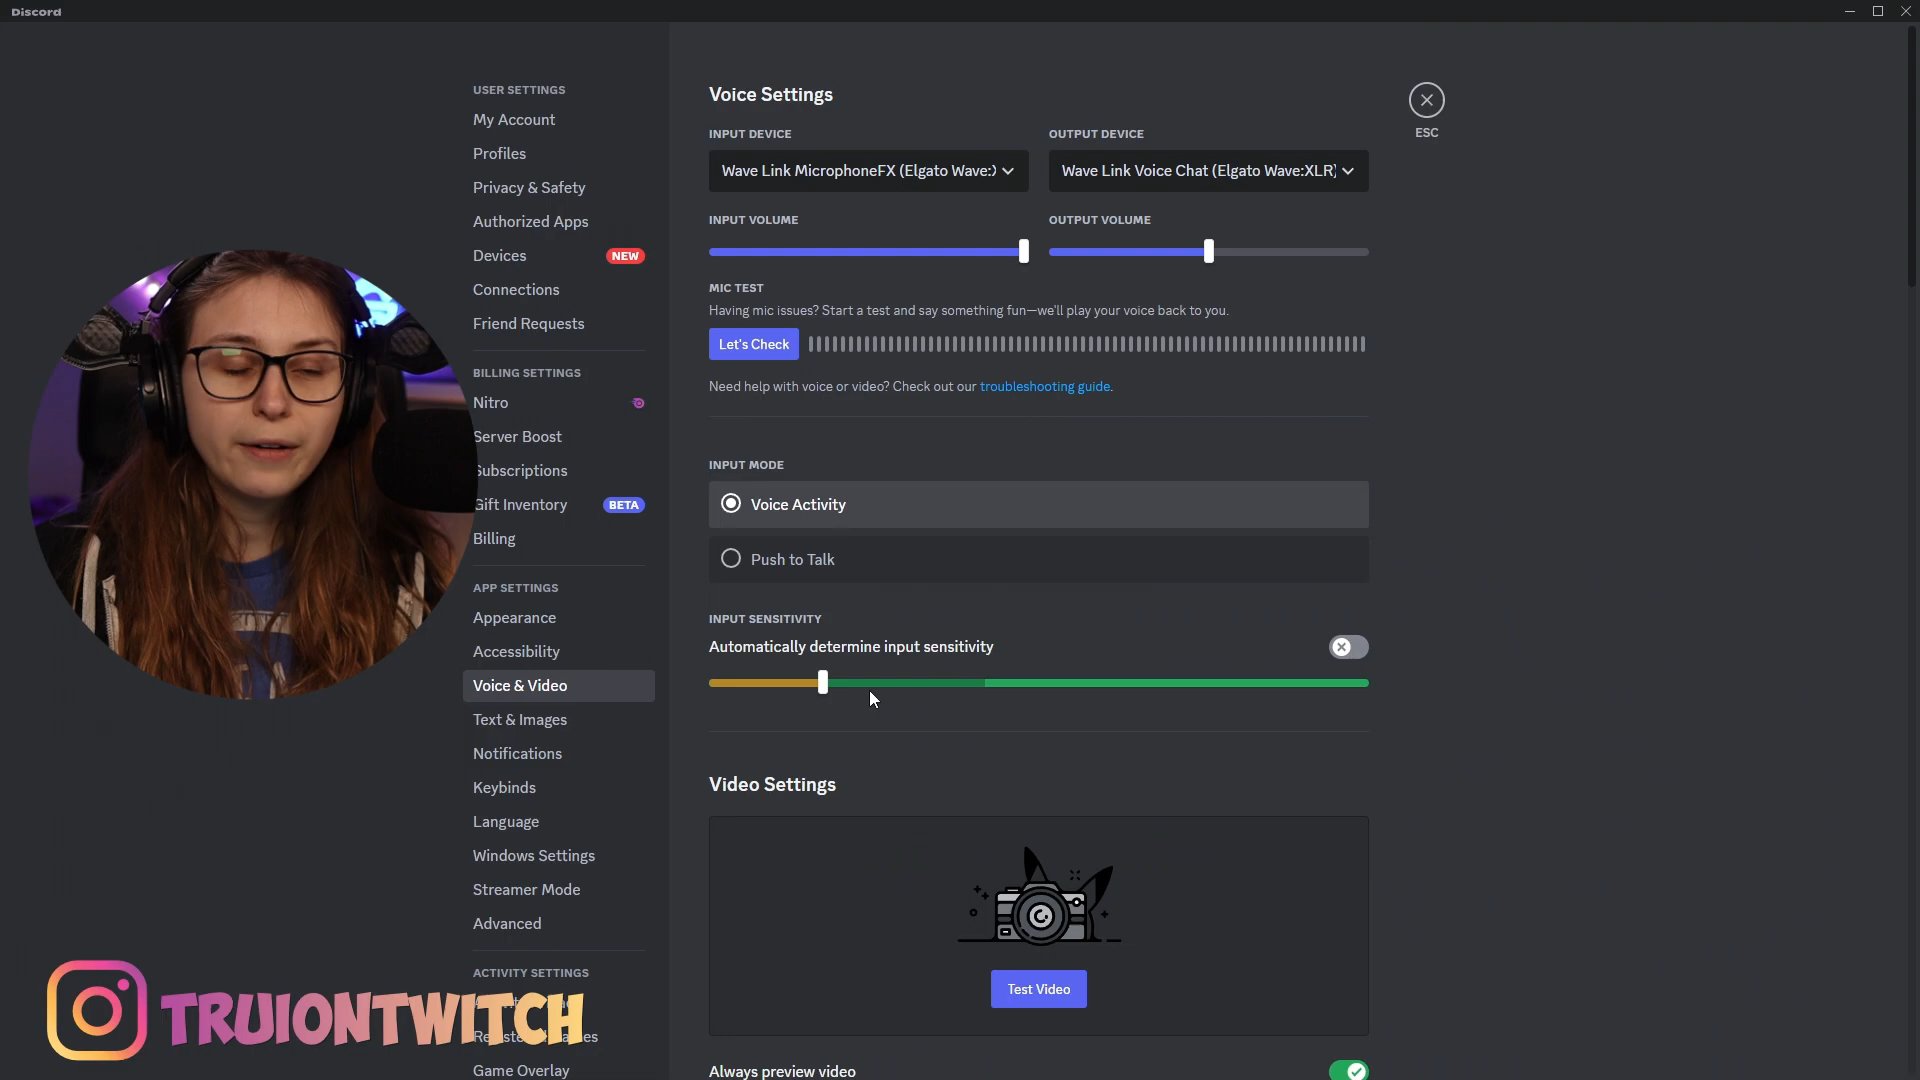 Discord
USER SETTINGS
My Account
Profiles
Privacy & Safety
Authorized Apps
Devices NEW
Connections
Friend Requests
BILLING SETTINGS
Nitro
Server Boost
Subscriptions
Gift Inventory BETA
Billing
APP SETTINGS
Appearance
Accessibility
Voice & Video
Text & Images
Notifications
Keybinds
Language
Windows Settings
Streamer Mode
Advanced
ACTIVITY SETTINGS
Game Overlay
TRUIONTWITCH
Voice Settings
ESC
INPUT DEVICE OUTPUT DEVICE
Wave Link MicrophoneFX (Elgato Wave: Wave Link Voice Chat (Elgato Wave:XLR)
INPUT VOLUME OUTPUT VOLUME
MIC TEST
Having mic issues? Start a test and say something fun—we'll play your voice back to you.
Let's Check
Need help with voice or video? Check out our troubleshooting guide.
INPUT MODE
Voice Activity
Push to Talk
INPUT SENSITIVITY
Automatically determine input sensitivity
Video Settings
Test Video
Always preview video